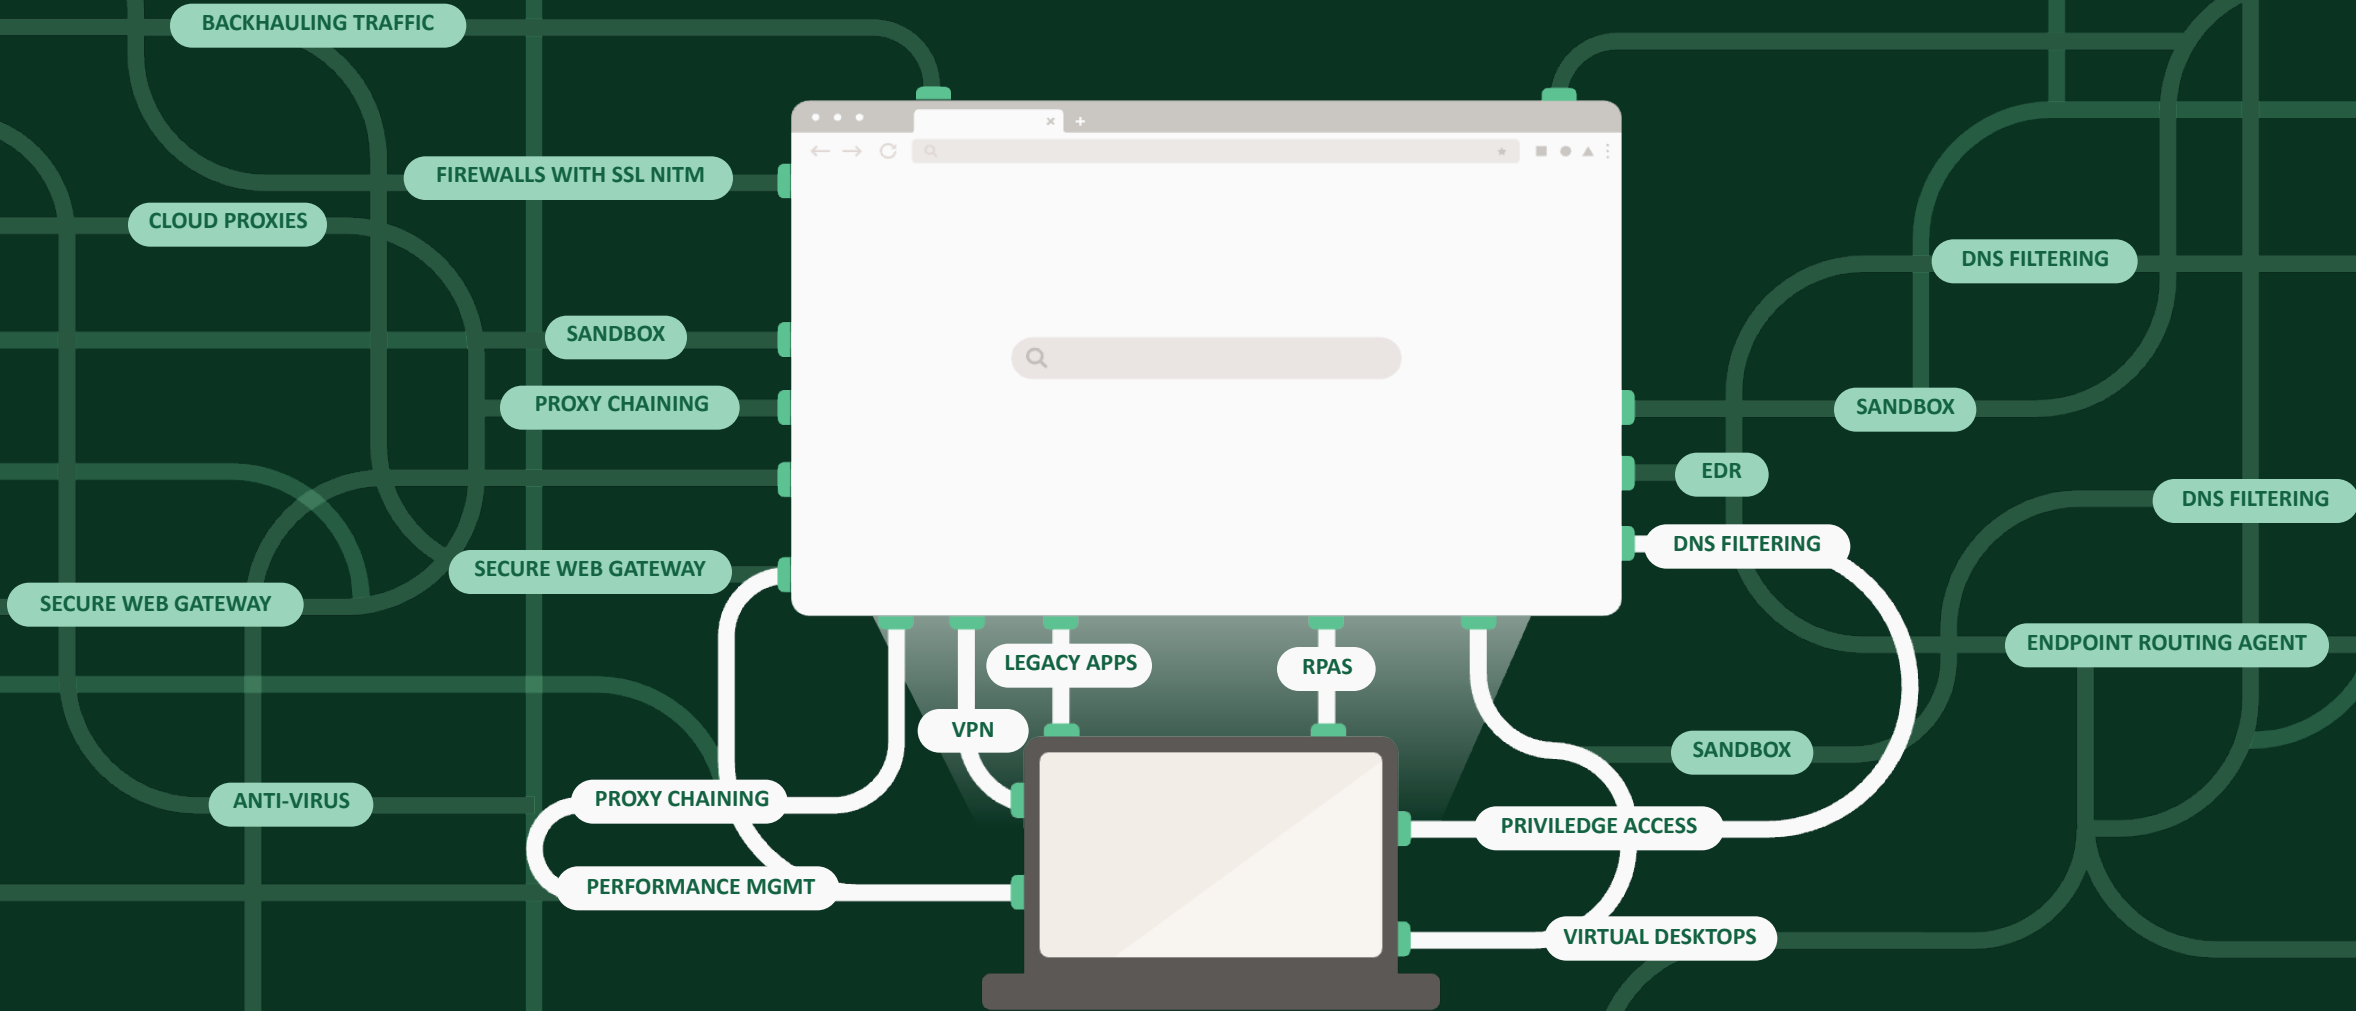 BACKHAULING TRAFFIC
FIREWALLS WITH SSL NITM
CLOUD PROXIES
DNS FILTERING
SANDBOX
PROXY CHAINING
SANDBOX
EDR
DNS FILTERING
DNS FILTERING
SECURE WEB GATEWAY
SECURE WEB GATEWAY
ENDPOINT ROUTING AGENT
LEGACY APPS
RPAS
VPN
SANDBOX
ANTI-VIRUS
PROXY CHAINING
PRIVILEDGE ACCESS
PERFORMANCE MGMT
VIRTUAL DESKTOPS